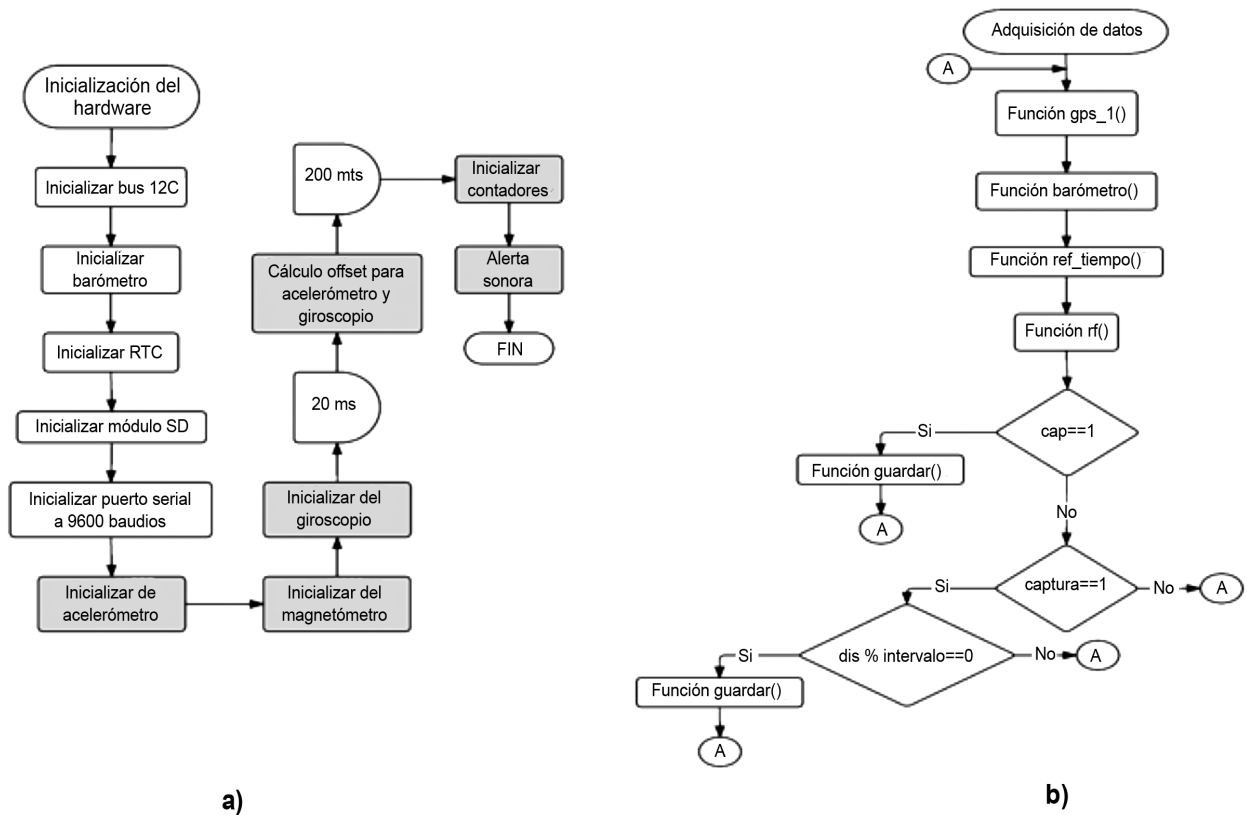 Inicialización del
hardware
Inicializar bus 12C
Inicializar
barómetro
Inicializar RTC
Inicializar módulo SD
Inicializar puerto serial
a 9600 baudios
Inicializar de
acelerómetro
Inicializar del
magnetómetro
Inicializar del
giroscopio
20 ms
Cálculo offset para
acelerómetro y
giroscopio
200 mts
Inicializar
contadores
Alerta
sonora
FIN
a)
Adquisición de datos
A
Función gps_1()
Función barómetro()
Función ref_tiempo()
Función rf()
cap==1
Si
Función guardar()
A
No
captura==1
No
A
Si
dis % intervalo==0
No
A
Si
Función guardar()
A
b)